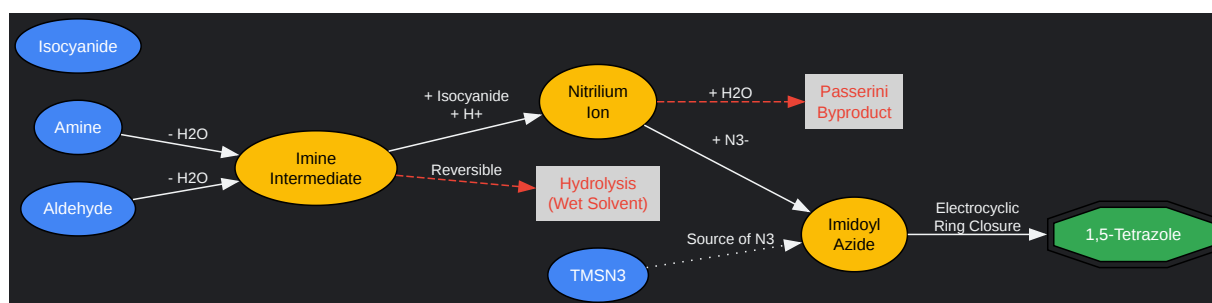 Isocyanide
Amine
- H2O
Aldehyde
- H2O
Imine
Intermediate
+ Isocyanide
+ H+
Reversible
Nitrilium
Ion
+ H2O
Passerini
Byproduct
Hydrolysis
(Wet Solvent)
+ N3-
TMSN3
Source of N3
Imidoyl
Azide
Electrocyclic
Ring Closure
1,5-Tetrazole